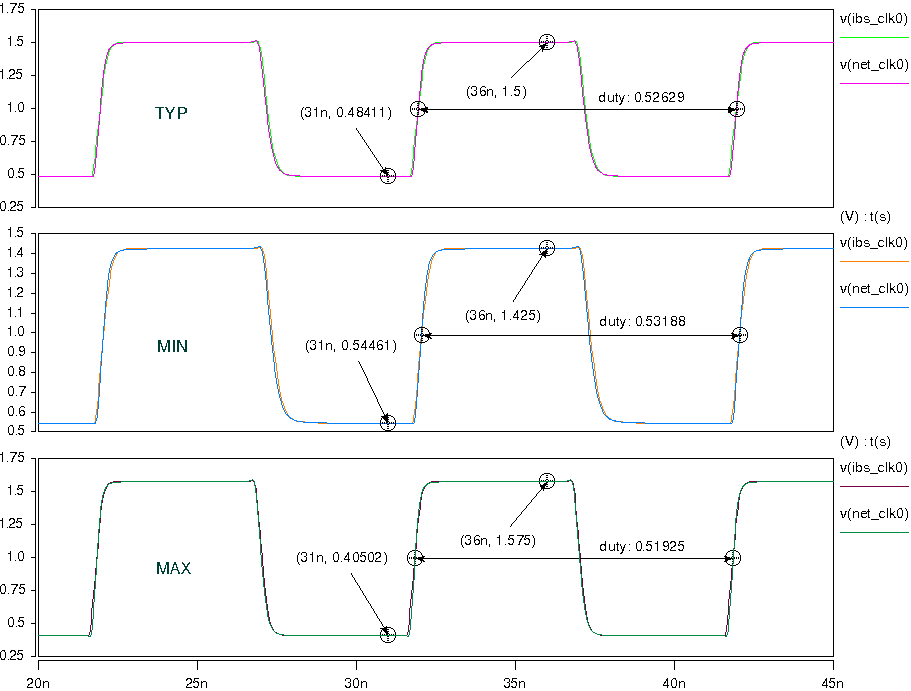 1.75
v(ibs_clk0)
1.5
v(net_clk0)
1.25
(36n, 1.5)
duty: 0.52629
1.0
TYP
(31n, 0.48411)
0.75
0.5
0.25
(V) : t(s)
1.5
v(ibs_clk0)
1.4
1.3
v(net_clk0)
1.2
(36n, 1.425)
duty: 0.53188
1.1
1.0
MIN
(31n, 0.54461)
0.9
0.8
0.7
0.6
0.5
(V) : t(s)
1.75
v(ibs_clk0)
1.5
v(net_clk0)
1.25
(36n, 1.575)
duty: 0.51925
1.0
MAX
(31n, 0.40502)
0.75
0.5
0.25
20n 25n 30n 35n 40n 45n